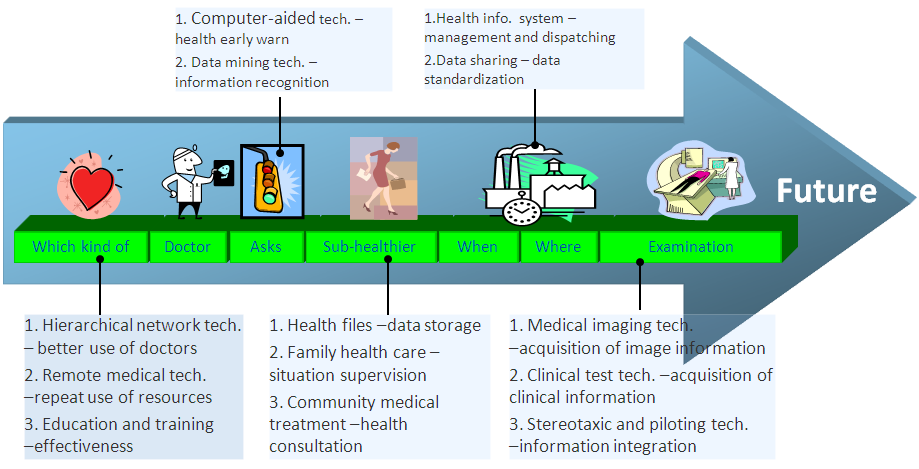 1. Computer-aided tech. –
health early warn
2. Data mining tech. –
information recognition
1.Health info. system –
management and dispatching
2.Data sharing – data
standardization
Future
Which kind of
Doctor
Asks
Sub-healthier
When
Where
Examination
1. Hierarchical network tech.
– better use of doctors
2. Remote medical tech.
–repeat use of resources
3. Education and training
–effectiveness
1. Health files –data storage
2. Family health care –
situation supervision
3. Community medical
treatment –health
consultation
1. Medical imaging tech.
–acquisition of image information
2. Clinical test tech. –acquisition of
clinical information
3. Stereotaxic and piloting tech.
–information integration